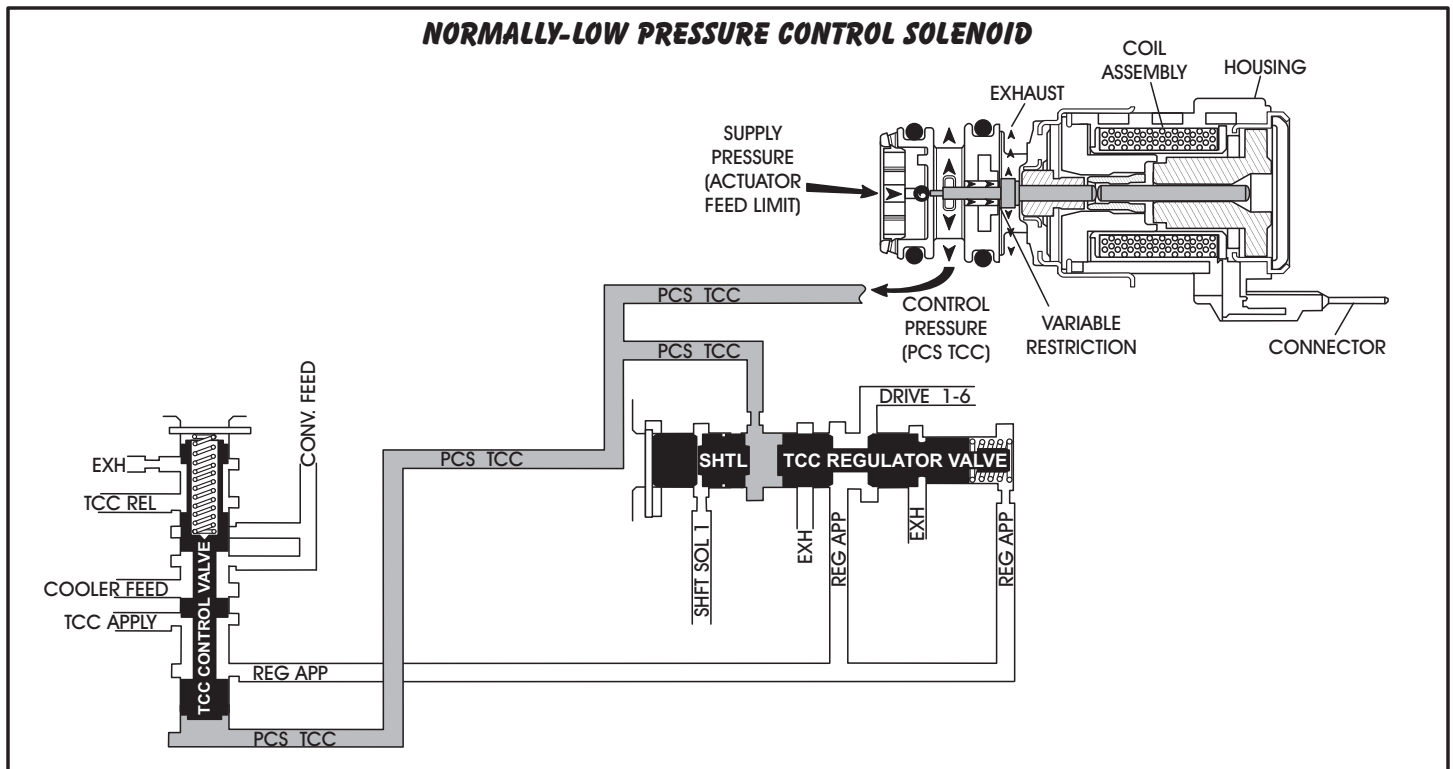 NORMALLY-LOW PRESSURE CONTROL SOLENOID
COIL
ASSEMBLY
HOUSING
EXHAUST
SUPPLY
PRESSURE
(ACTUATOR
FEED LIMIT)
PCS TCC
CONTROL
PRESSURE
(PCS TCC)
VARIABLE
RESTRICTION
CONNECTOR
PCS TCC
DRIVE 1-6
CONV. FEED
EXH
PCS TCC
SHTL
TCC REGULATOR VALVE
TCC REL
SHFT SOL 1
EXH
REG APP
EXH
REG APP
TCC CONTROL VALVE
COOLER FEED
TCC APPLY
REG APP
PCS TCC